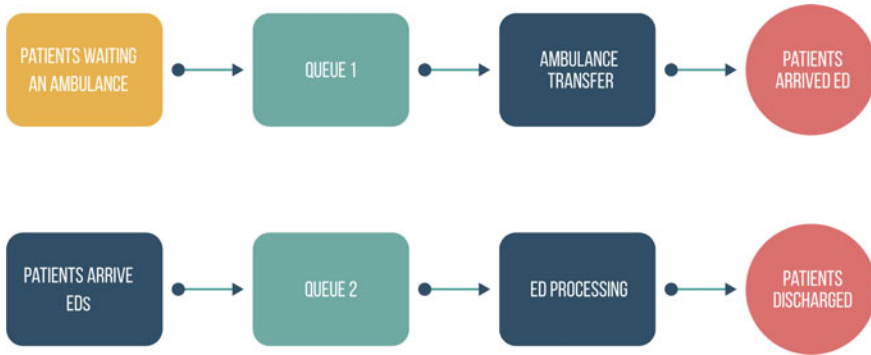 PATIENTS WAITING
AN AMBULANCE
QUEUE 1
AMBULANCE
TRANSFER
PATIENTS
ARRIVED ED
PATIENTS ARRIVE
EDs
QUEUE 2
ED PROCESSING
PATIENTS
DISCHARGED